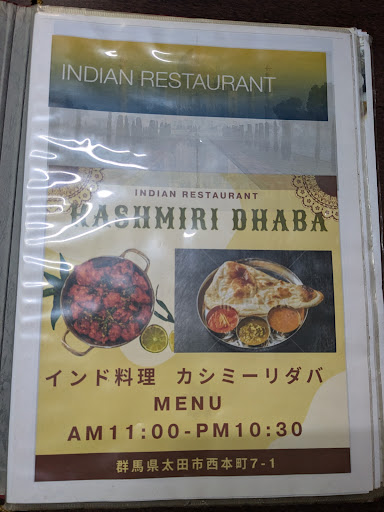 INDIAN RESTAURANT
INDIAN RESTAURANT
KASHMIRI DHABA
インド料理 カシミーリダバ
MENU
AM11:00-PM10:30
群馬県太田市西本町7-1